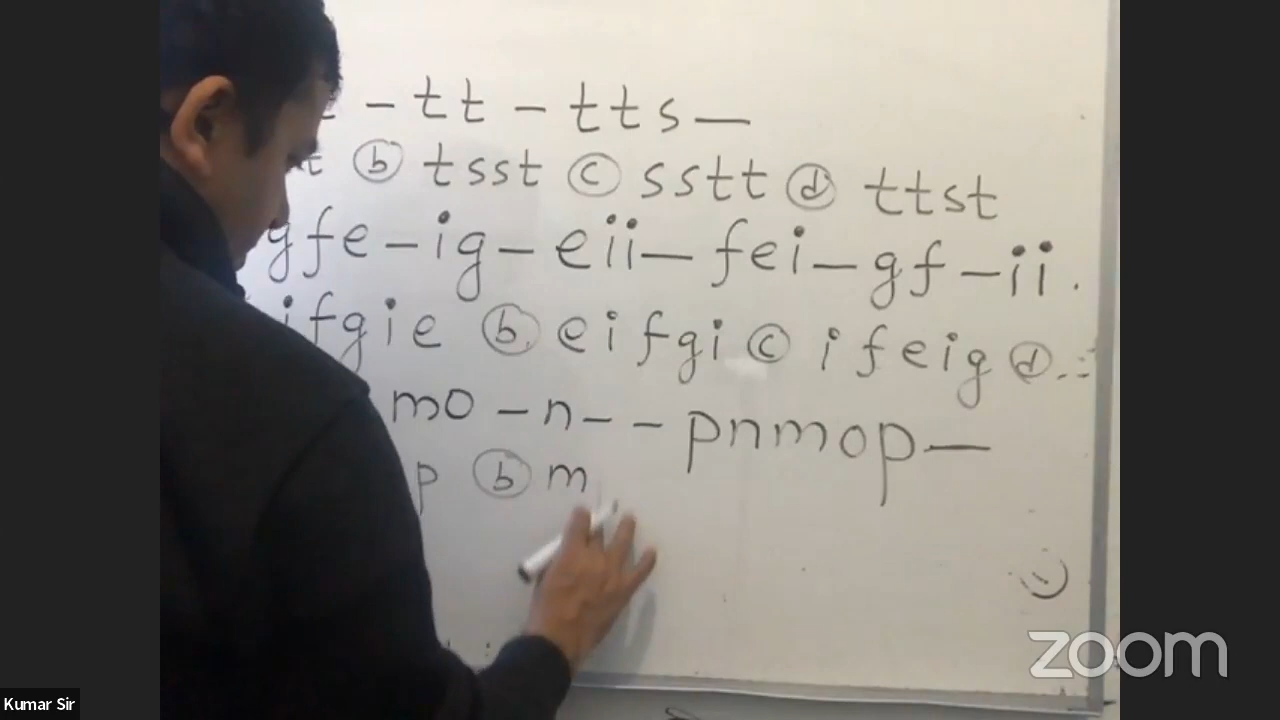 t - tt - tts _
t ⓑ tsst ⓒ sstt ⓓ ttst
gfe - ig - eii - fei - gf - ii .
ifgie ⓑ eifgi ⓒ ifeig ⓓ ..
mo - n - - pnmop _
p ⓑ m
zoom
Kumar Sir